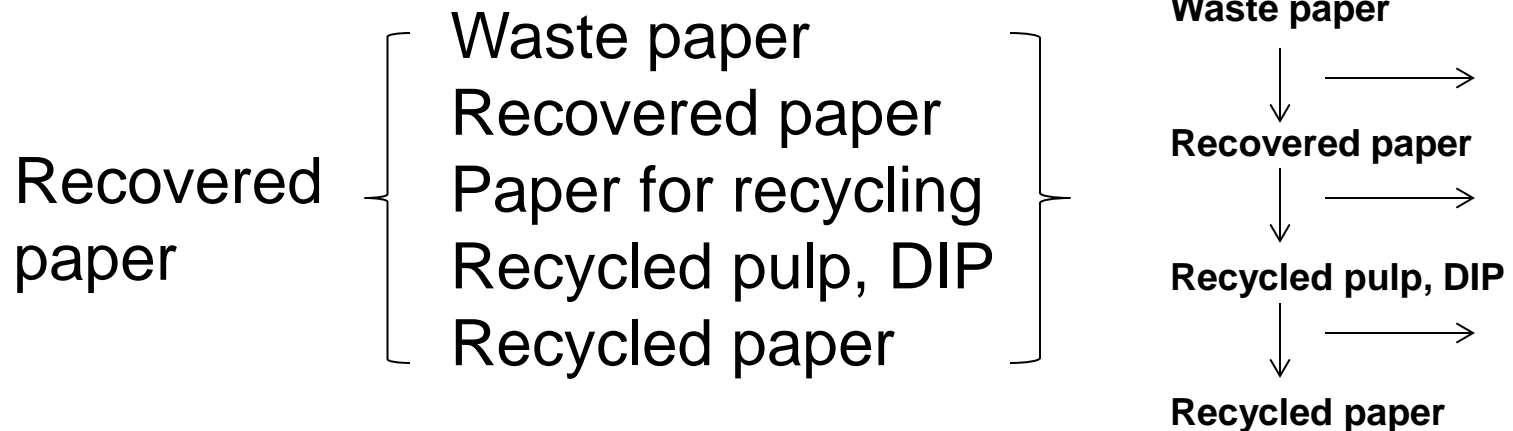 Recovered
paper
Waste paper
Recovered paper
Paper for recycling
Recycled pulp, DIP
Recycled paper
Waste paper
Recovered paper
Recycled pulp, DIP
Recycled paper